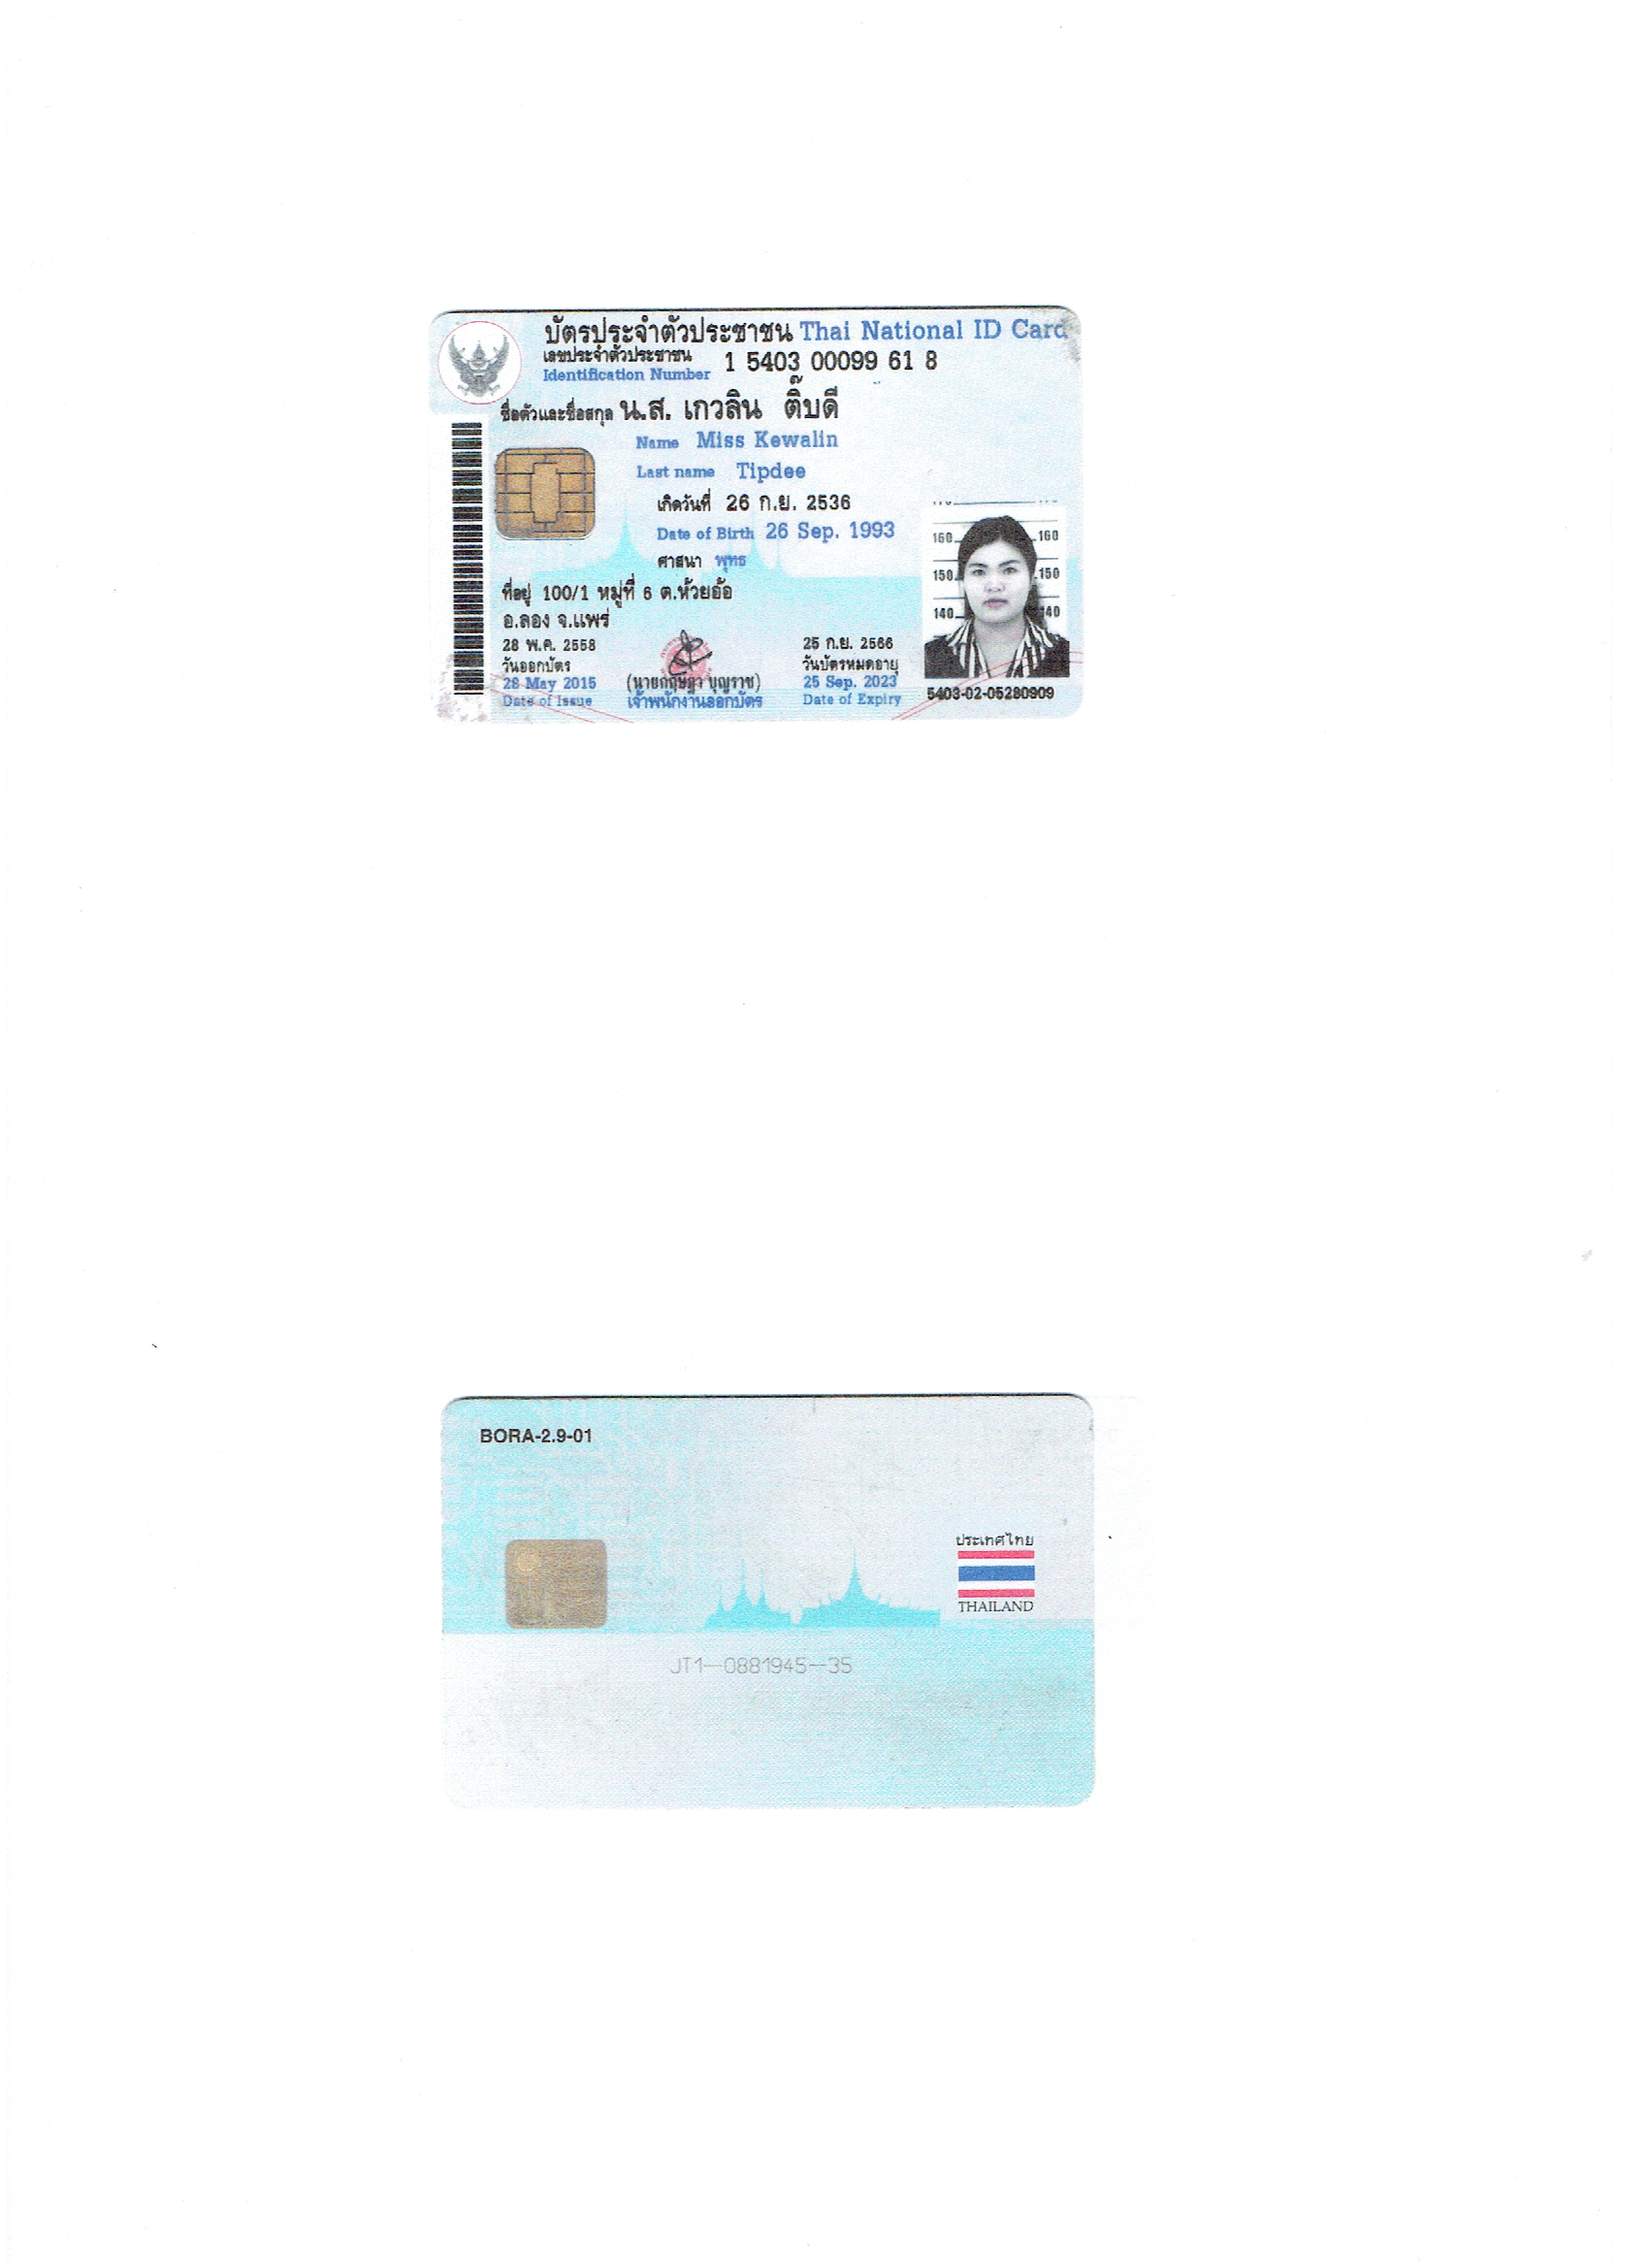 บัตรประจำตัวประชาชน Thai National ID Card
เลขประจำตัวประชาชน
Identification Number 1 5403 00099 61 8
ชื่อตัวและชื่อสกุล น.ส. เกวลิน ติ๊บดี
Name Miss Kewalin
Last name Tipdee
เกิดวันที่ 26 ก.ย. 2536
Date of Birth 26 Sep. 1993
ศาสนา พุทธ
ที่อยู่ 100/1 หมู่ที่ 6 ต.ห้วยอ้อ
อ.ลอง จ.แพร่
28 พ.ค. 2558
วันออกบัตร
28 May 2015
Date of Issue
(นายกฤษฎา บุญราช)
เจ้าพนักงานออกบัตร
25 ก.ย. 2566
วันบัตรหมดอายุ
25 Sep. 2023
Date of Expiry
160 160
150 150
140 140
5403-02-05280909
BORA-2.9-01
ประเทศไทย
THAILAND
JT1-0881945-35